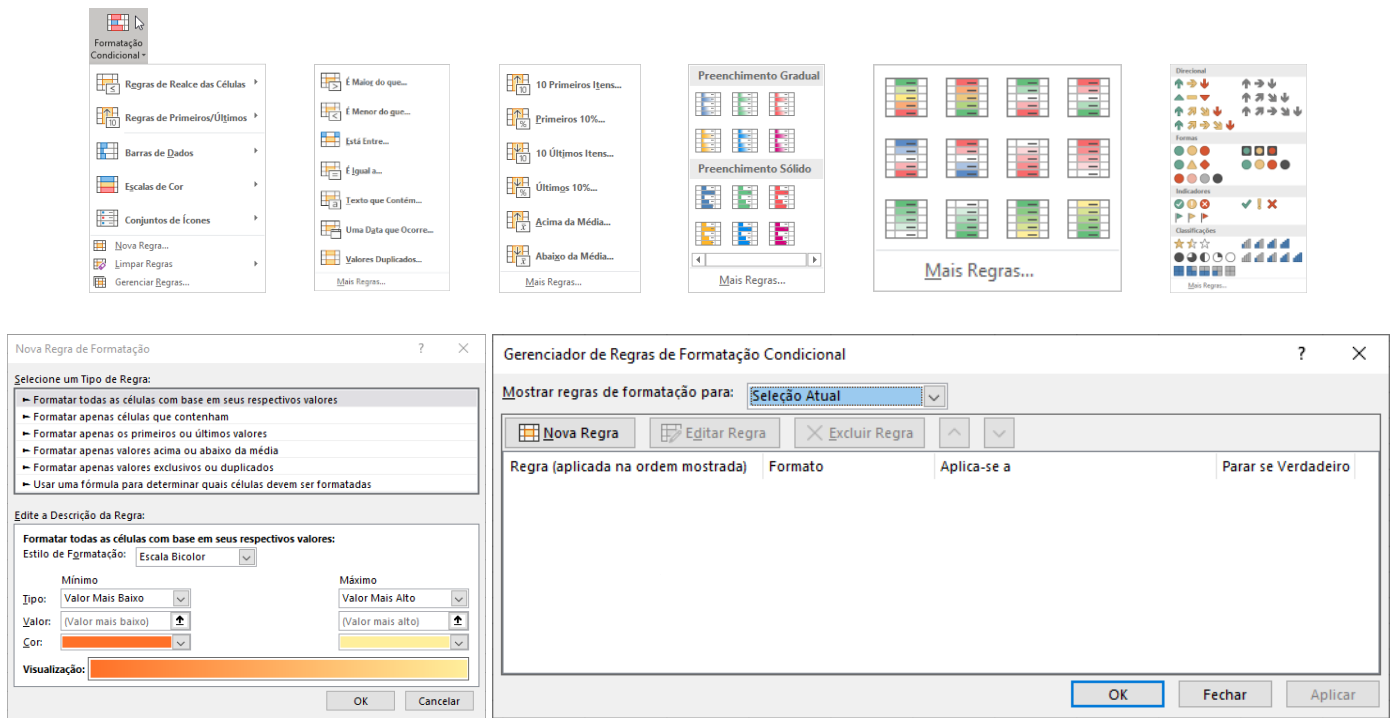 Formatação
Condicional
Regras de Realce das Células
Regras de Primeiros/Últimos
Barras de Dados
Escalas de Cor
Conjuntos de Ícones
Nova Regra...
Limpar Regras
Gerenciar Regras...
É Maior do que...
É Menor do que...
Está Entre...
É Igual a...
Texto que Contém...
Uma Data que Ocorre...
Valores Duplicados...
Mais Regras...
10 Primeiros Itens...
Primeiros 10%...
10 Últimos Itens...
Últimos 10%...
Acima da Média...
Abaixo da Média...
Mais Regras...
Preenchimento Gradual
Preenchimento Sólido
Mais Regras...
Mais Regras...
Direcional
Formas
Indicadores
Classificações
Mais Regras...
Nova Regra de Formatação
Selecione um Tipo de Regra:
► Formatar todas as células com base em seus respectivos valores
► Formatar apenas células que contenham
► Formatar apenas os primeiros ou últimos valores
► Formatar apenas valores acima ou abaixo da média
► Formatar apenas valores exclusivos ou duplicados
► Usar uma fórmula para determinar quais células devem ser formatadas
Edite a Descrição da Regra:
Formatar todas as células com base em seus respectivos valores:
Estilo de Formatação: Escala Bicolor
Mínimo Máximo
Tipo: Valor Mais Baixo Valor Mais Alto
Valor: (Valor mais baixo) (Valor mais alto)
Cor:
Visualização:
OK Cancelar
Gerenciador de Regras de Formatação Condicional
Mostrar regras de formatação para: Seleção Atual
Nova Regra Editar Regra Excluir Regra
Regra (aplicada na ordem mostrada) Formato Aplica-se a Parar se Verdadeiro
OK Fechar Aplicar